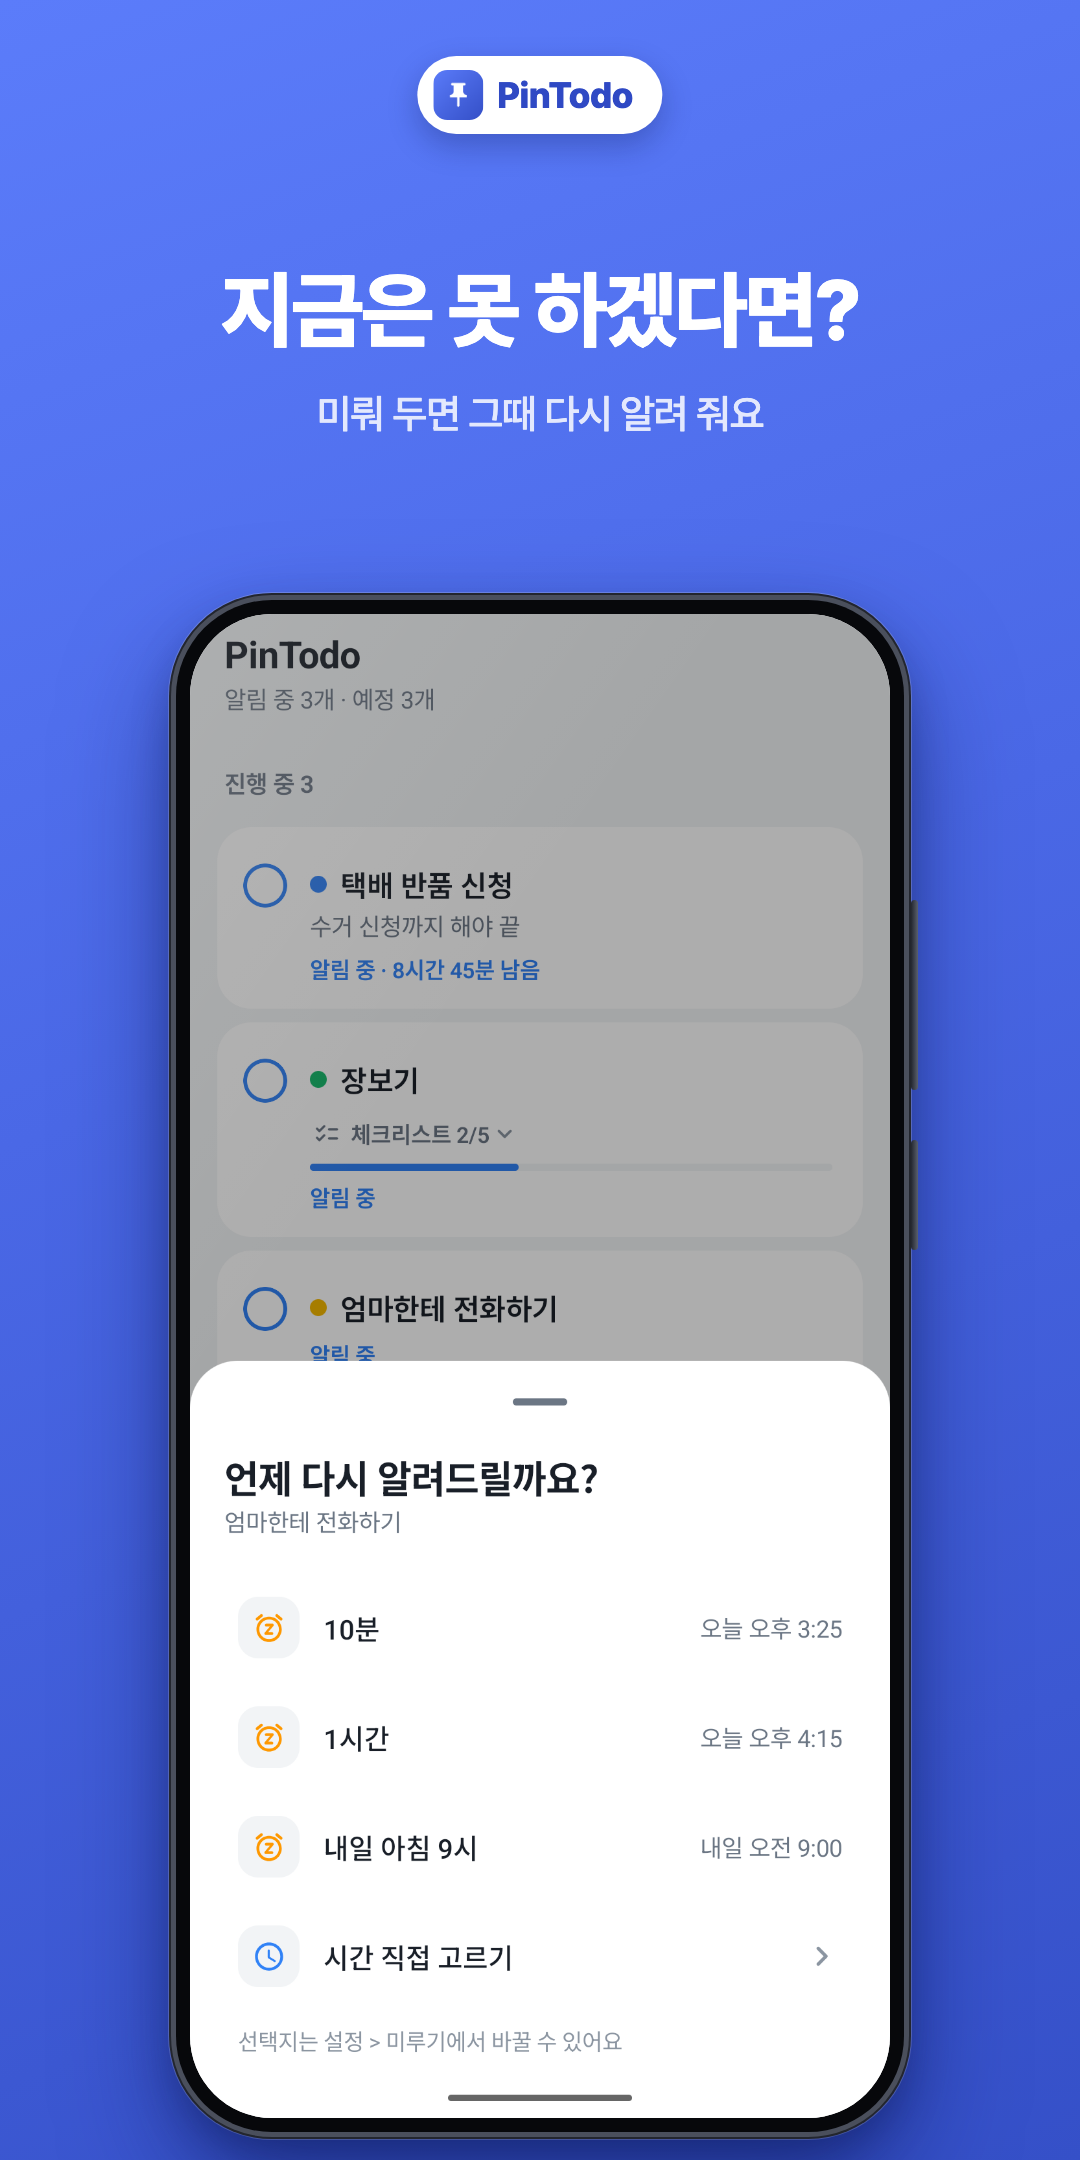 PinTodo
지금은 못 하겠다면?
미뤄 두면 그때 다시 알려 줘요
PinTodo
알림 중 3개 · 예정 3개
진행 중 3
택배 반품 신청
수거 신청까지 해야 끝
알림 중 · 8시간 45분 남음
장보기
체크리스트 2/5
알림 중
엄마한테 전화하기
알림 중
언제 다시 알려드릴까요?
엄마한테 전화하기
10분 오늘 오후 3:25
1시간 오늘 오후 4:15
내일 아침 9시 내일 오전 9:00
시간 직접 고르기
선택지는 설정 > 미루기에서 바꿀 수 있어요